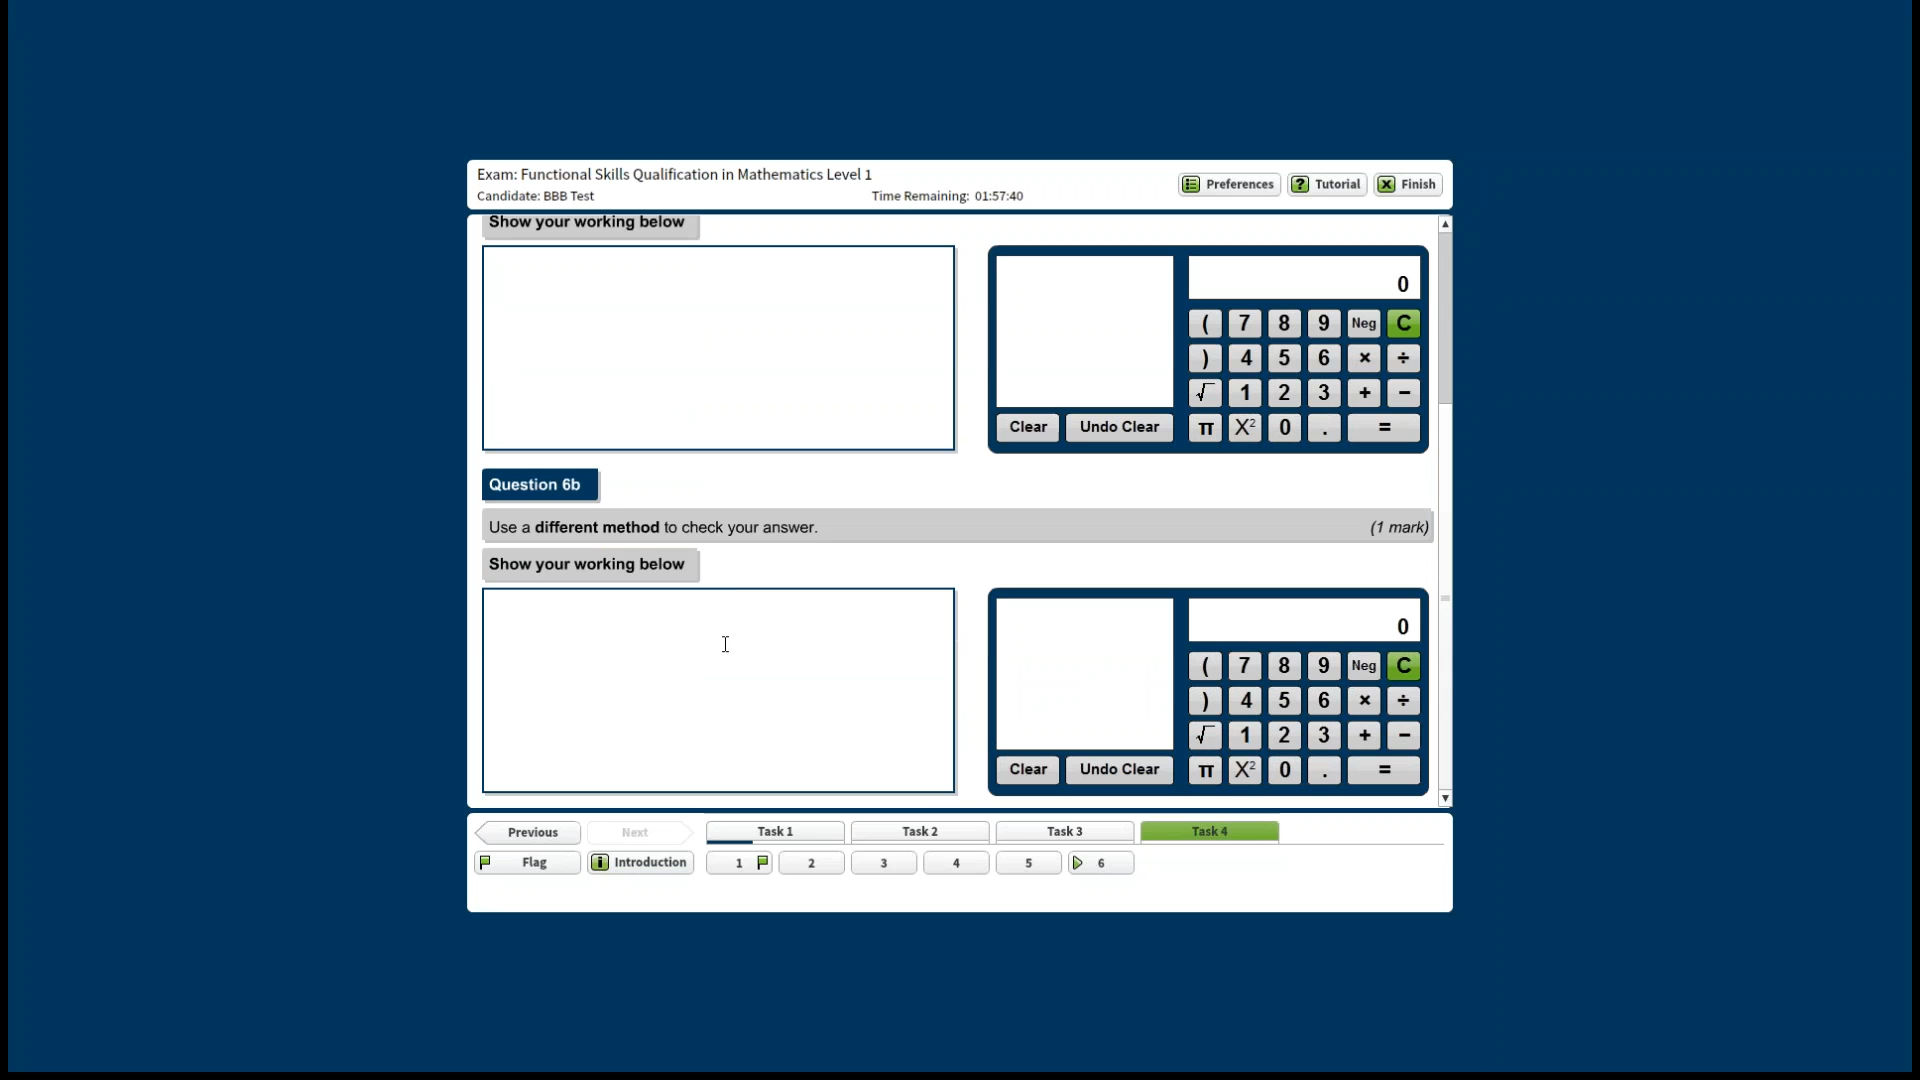 Exam: Functional Skills Qualification in Mathematics Level 1
Candidate: BBB Test
Time Remaining: 01:57:40
Preferences
Tutorial
Finish
Show your working below
0
( 7 8 9 Neg C
) 4 5 6 × ÷
√ 1 2 3 + −
Clear Undo Clear π X² 0 . =
Question 6b
Use a different method to check your answer. (1 mark)
Show your working below
0
( 7 8 9 Neg C
) 4 5 6 × ÷
√ 1 2 3 + −
Clear Undo Clear π X² 0 . =
Previous Next Task 1 Task 2 Task 3 Task 4
Flag Introduction 1 2 3 4 5 6